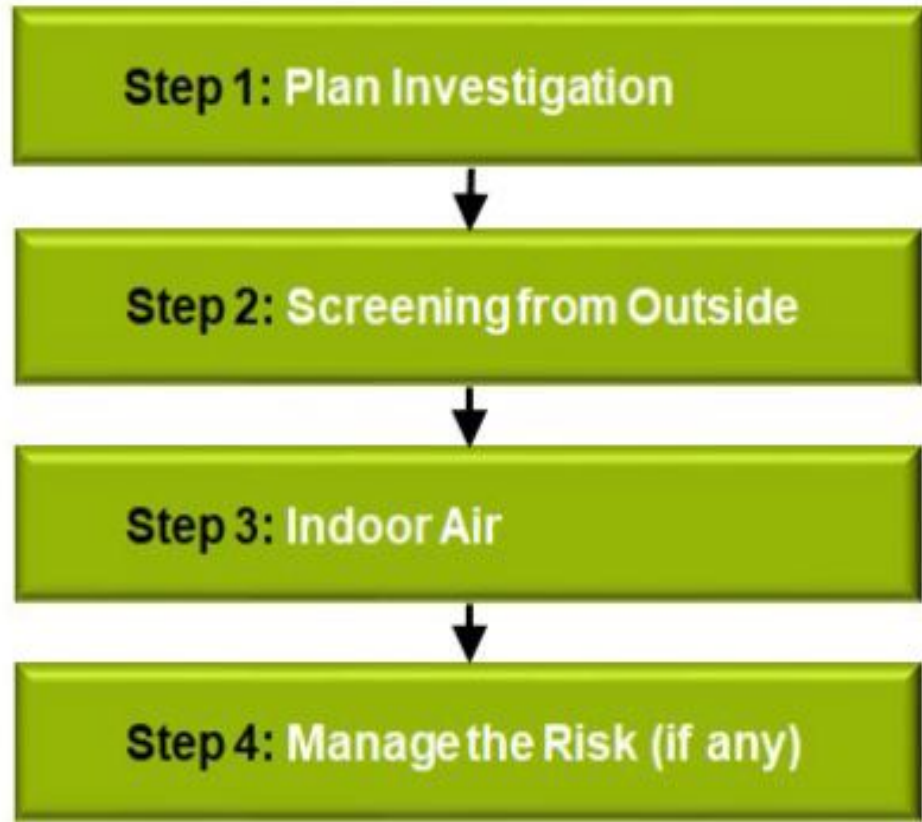 Step 1: Plan Investigation
Step 2: Screening from Outside
Step 3: Indoor Air
Step 4: Manage the Risk (if any)